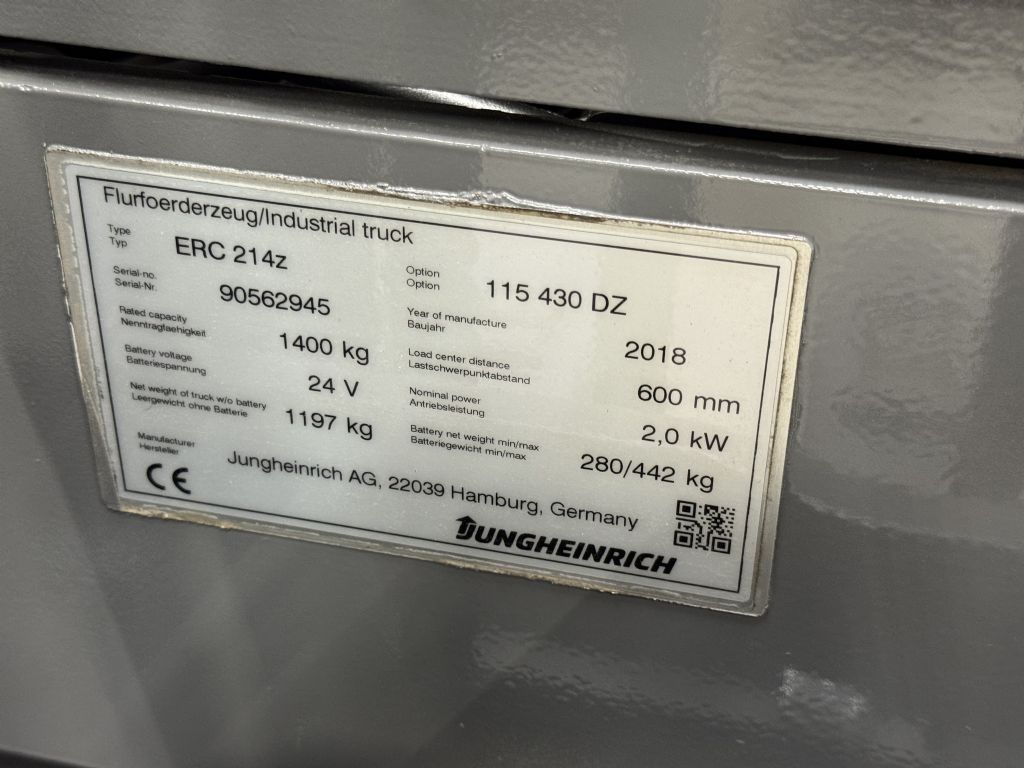 Flurfoerderzeug/Industrial truck
Type
Typ
ERC 214z
Option
Option
115 430 DZ
Serial-no.
Serial-Nr.
90562945
Year of manufacture
Baujahr
2018
Rated capacity
Nenntragfaehigkeit
1400 kg
Load center distance
Lastschwerpunktabstand
600 mm
Battery voltage
Batteriespannung
24 V
Nominal power
Antriebsleistung
2,0 kW
Net weight of truck w/o battery
Leergewicht ohne Batterie
1197 kg
Battery net weight min/max
Batteriegewicht min/max
280/442 kg
Manufacturer
Hersteller
Jungheinrich AG, 22039 Hamburg, Germany
CE
JUNGHEINRICH